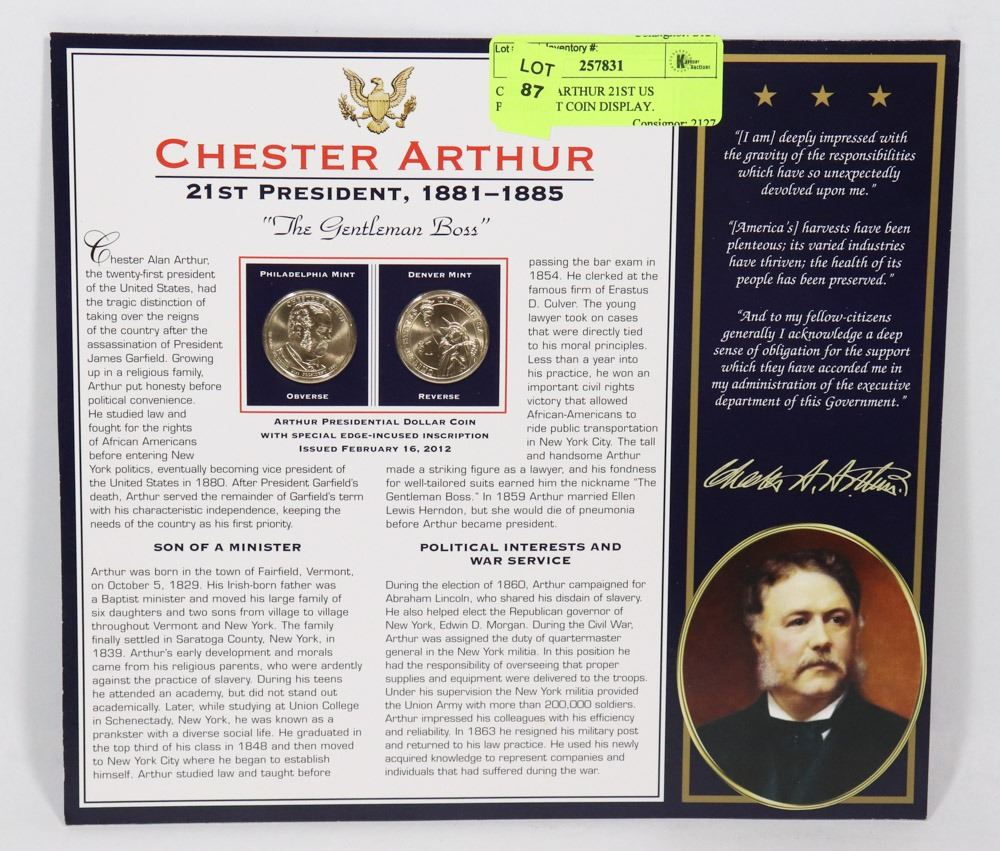 Consignor: 2127
Lot #: Inventory #:
257831
LOT
87
ARTHUR 21ST US
COIN DISPLAY.
Consignor: 2127
CHESTER ARTHUR
21ST PRESIDENT, 1881–1885
"The Gentleman Boss"
Chester Alan Arthur,
the twenty-first president
of the United States, had
the tragic distinction of
taking over the reigns
of the country after the
assassination of President
James Garfield. Growing
up in a religious family,
Arthur put honesty before
political convenience.
He studied law and
fought for the rights
of African Americans
before entering New
York politics, eventually becoming vice president of
the United States in 1880. After President Garfield's
death, Arthur served the remainder of Garfield's term
with his characteristic independence, keeping the
needs of the country as his first priority.
SON OF A MINISTER
Arthur was born in the town of Fairfield, Vermont,
on October 5, 1829. His Irish-born father was
a Baptist minister and moved his large family of
six daughters and two sons from village to village
throughout Vermont and New York. The family
finally settled in Saratoga County, New York, in
1839. Arthur's early development and morals
came from his religious parents, who were ardently
against the practice of slavery. During his teens
he attended an academy, but did not stand out
academically. Later, while studying at Union College
in Schenectady, New York, he was known as a
prankster with a diverse social life. He graduated in
the top third of his class in 1848 and then moved
to New York City where he began to establish
himself. Arthur studied law and taught before
PHILADELPHIA MINT
OBVERSE
DENVER MINT
REVERSE
ARTHUR PRESIDENTIAL DOLLAR COIN
WITH SPECIAL EDGE-INCUSED INSCRIPTION
ISSUED FEBRUARY 16, 2012
passing the bar exam in
1854. He clerked at the
famous firm of Erastus
D. Culver. The young
lawyer took on cases
that were directly tied
to his moral principles.
Less than a year into
his practice, he won an
important civil rights
victory that allowed
African-Americans to
ride public transportation
in New York City. The tall
and handsome Arthur
made a striking figure as a lawyer, and his fondness
for well-tailored suits earned him the nickname "The
Gentleman Boss." In 1859 Arthur married Ellen
Lewis Herndon, but she would die of pneumonia
before Arthur became president.
POLITICAL INTERESTS AND
WAR SERVICE
During the election of 1860, Arthur campaigned for
Abraham Lincoln, who shared his disdain of slavery.
He also helped elect the Republican governor of
New York, Edwin D. Morgan. During the Civil War,
Arthur was assigned the duty of quartermaster
general in the New York militia. In this position he
had the responsibility of overseeing that proper
supplies and equipment were delivered to the troops.
Under his supervision the New York militia provided
the Union Army with more than 200,000 soldiers.
Arthur impressed his colleagues with his efficiency
and reliability. In 1863 he resigned his military post
and returned to his law practice. He used his newly
acquired knowledge to represent companies and
individuals that had suffered during the war.
"[I am] deeply impressed with
the gravity of the responsibilities
which have so unexpectedly
devolved upon me."
"[America's] harvests have been
plenteous; its varied industries
have thriven; the health of its
people has been preserved."
"And to my fellow-citizens
generally I acknowledge a deep
sense of obligation for the support
which they have accorded me in
my administration of the executive
department of this Government."
Chester A. Arthur